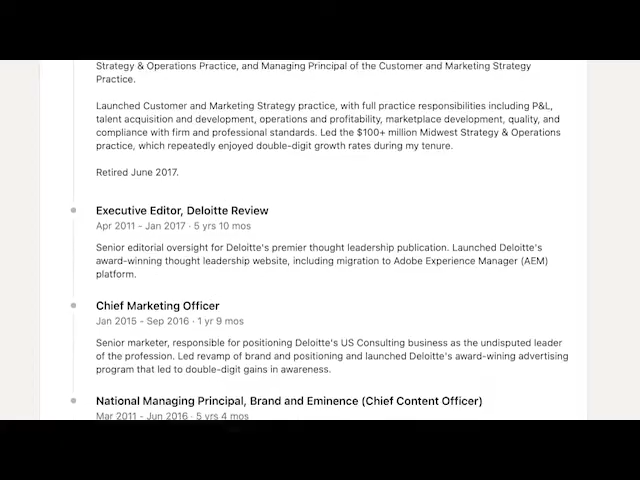 Strategy & Operations Practice, and Managing Principal of the Customer and Marketing Strategy
Practice.
Launched Customer and Marketing Strategy practice, with full practice responsibilities including P&L,
talent acquisition and development, operations and profitability, marketplace development, quality, and
compliance with firm and professional standards. Led the $100+ million Midwest Strategy & Operations
practice, which repeatedly enjoyed double-digit growth rates during my tenure.
Retired June 2017.
Executive Editor, Deloitte Review
Apr 2011 - Jan 2017 · 5 yrs 10 mos
Senior editorial oversight for Deloitte's premier thought leadership publication. Launched Deloitte's
award-winning thought leadership website, including migration to Adobe Experience Manager (AEM)
platform.
Chief Marketing Officer
Jan 2015 - Sep 2016 · 1 yr 9 mos
Senior marketer, responsible for positioning Deloitte's US Consulting business as the undisputed leader
of the profession. Led revamp of brand and positioning and launched Deloitte's award-wining advertising
program that led to double-digit gains in awareness.
National Managing Principal, Brand and Eminence (Chief Content Officer)
Mar 2011 - Jun 2016 · 5 yrs 4 mos